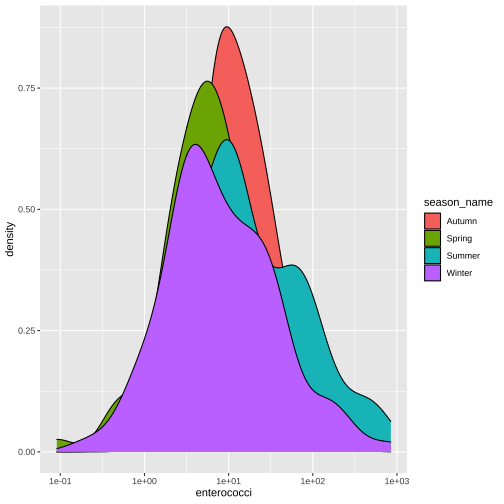 0.75
0.50
0.25
0.00
density
1e-01 1e+00 1e+01 1e+02 1e+03
enterococci
season_name
Autumn
Spring
Summer
Winter